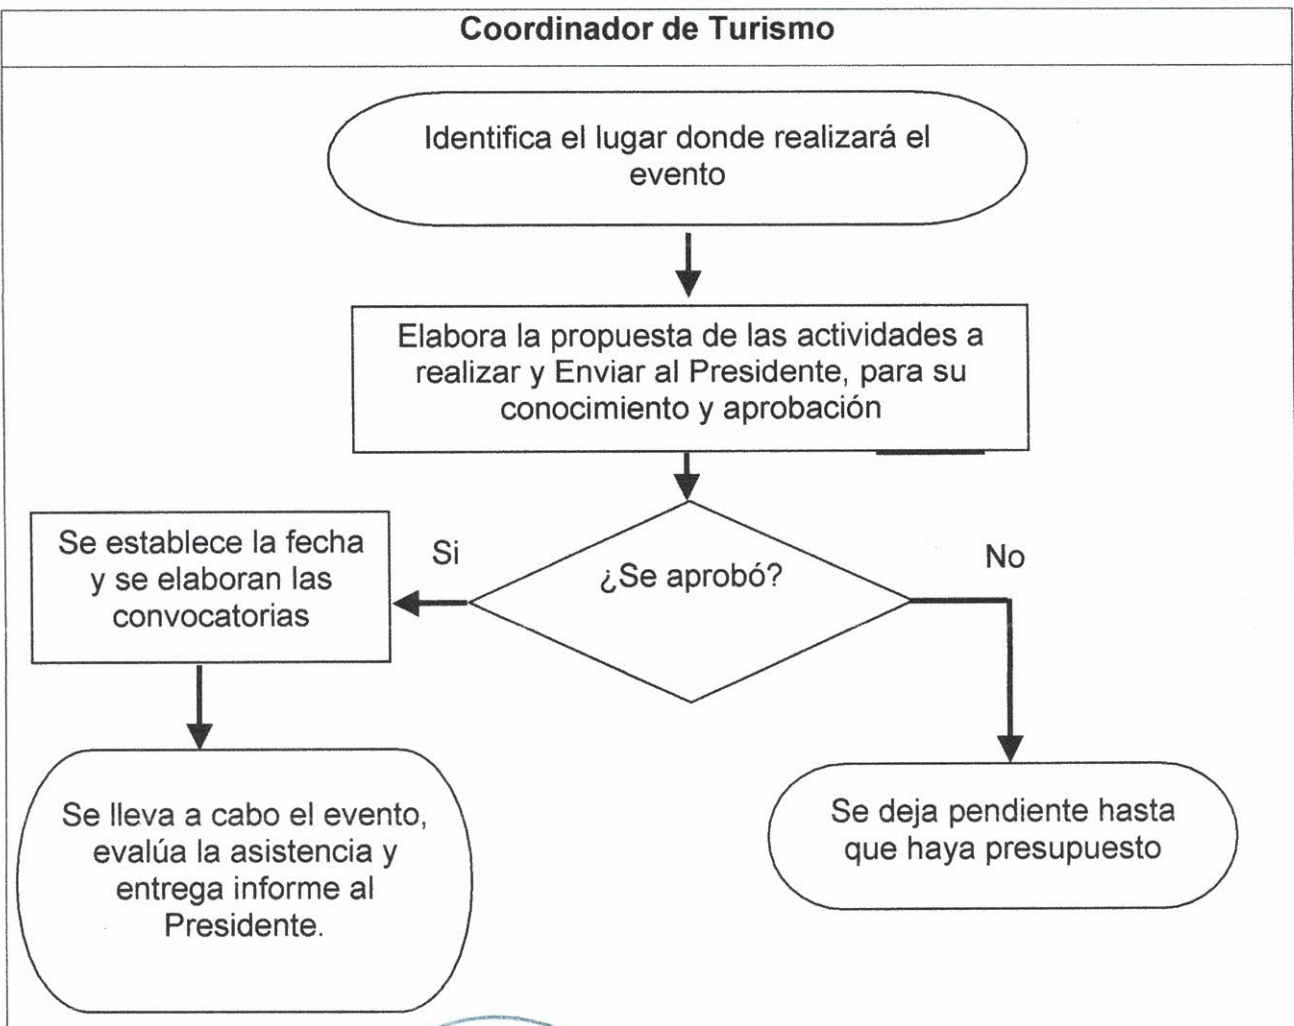 Coordinador de Turismo
Identifica el lugar donde realizará el
evento
Elabora la propuesta de las actividades a
realizar y Enviar al Presidente, para su
conocimiento y aprobación
Se establece la fecha
y se elaboran las
convocatorias
Si
¿Se aprobó?
No
Se lleva a cabo el evento,
evalúa la asistencia y
entrega informe al
Presidente.
Se deja pendiente hasta
que haya presupuesto